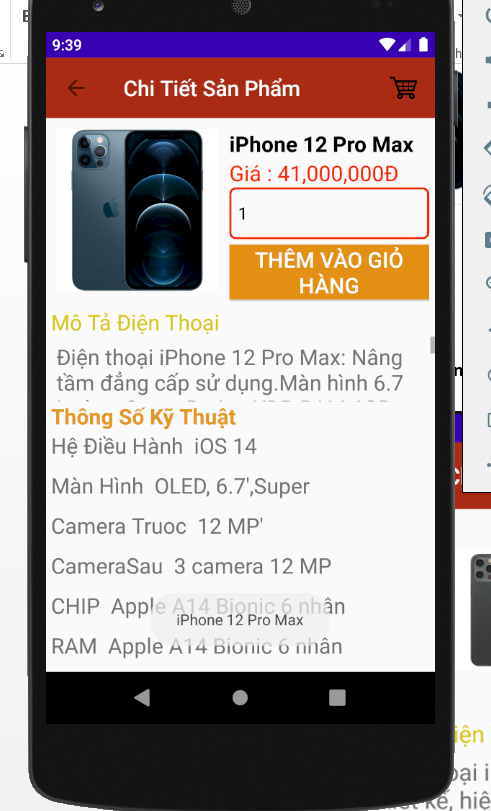 9:39
Chi Tiết Sản Phẩm
iPhone 12 Pro Max
Giá : 41,000,000Đ
1
THÊM VÀO GIỎ
HÀNG
Mô Tả Điện Thoại
Điện thoại iPhone 12 Pro Max: Nâng
tầm đẳng cấp sử dụng.Màn hình 6.7
Thông Số Kỹ Thuật
Hệ Điều Hành iOS 14
Màn Hình OLED, 6.7',Super
Camera Truoc 12 MP'
CameraSau 3 camera 12 MP
CHIP Apple A14 Bionic 6 nhân
iPhone 12 Pro Max
RAM Apple A14 Bionic 6 nhân